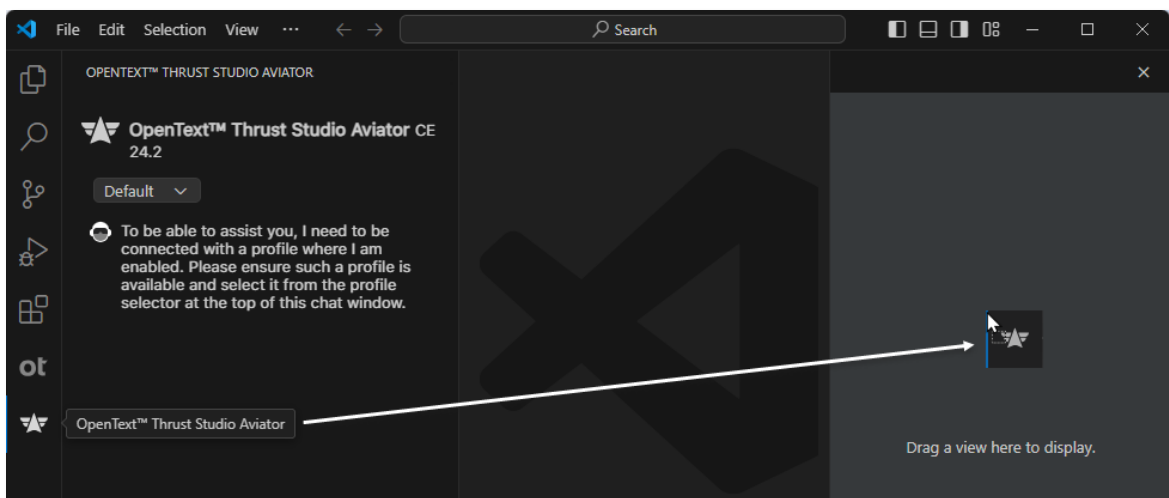 File Edit Selection View ··· Search
OPENTEXT™ THRUST STUDIO AVIATOR
OpenText™ Thrust Studio Aviator CE
24.2
Default
To be able to assist you, I need to be
connected with a profile where I am
enabled. Please ensure such a profile is
available and select it from the profile
selector at the top of this chat window.
ot
OpenText™ Thrust Studio Aviator
Drag a view here to display.